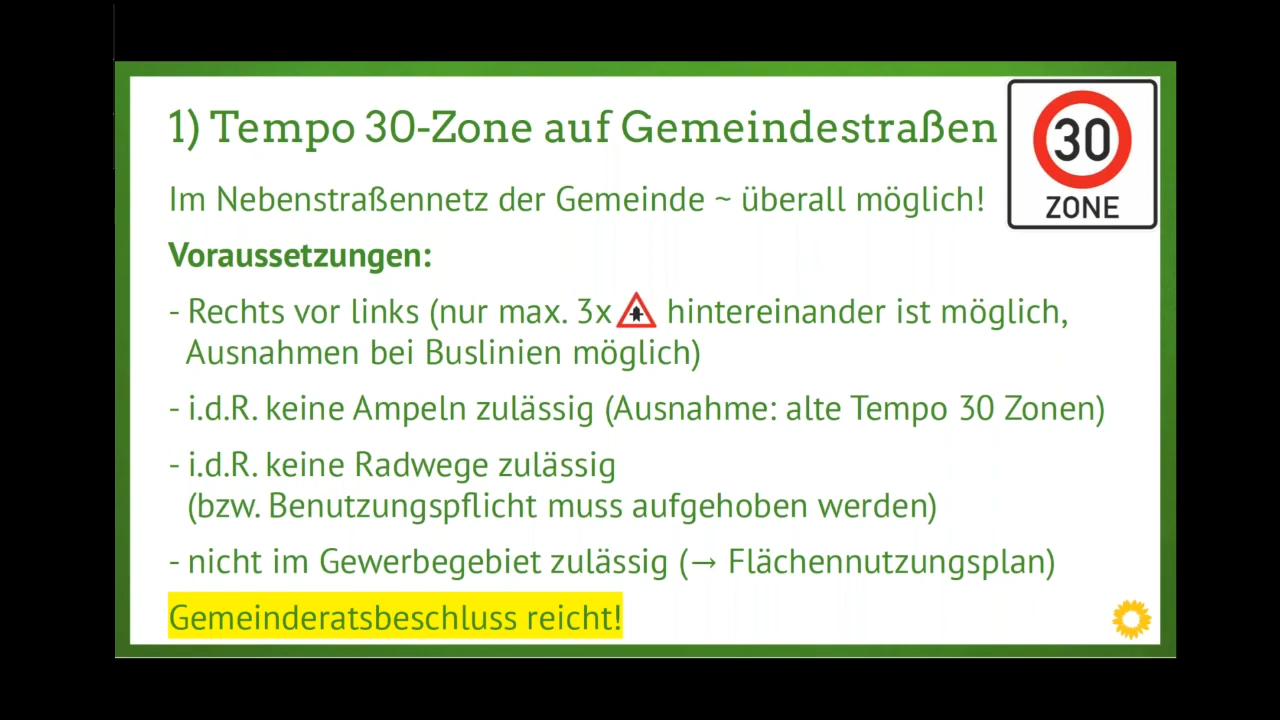 1) Tempo 30-Zone auf Gemeindestraßen
30
ZONE
Im Nebenstraßennetz der Gemeinde ~ überall möglich!
Voraussetzungen:
- Rechts vor links (nur max. 3x hintereinander ist möglich,
Ausnahmen bei Buslinien möglich)
- i.d.R. keine Ampeln zulässig (Ausnahme: alte Tempo 30 Zonen)
- i.d.R. keine Radwege zulässig
(bzw. Benutzungspflicht muss aufgehoben werden)
- nicht im Gewerbegebiet zulässig (→ Flächennutzungsplan)
Gemeinderatsbeschluss reicht!